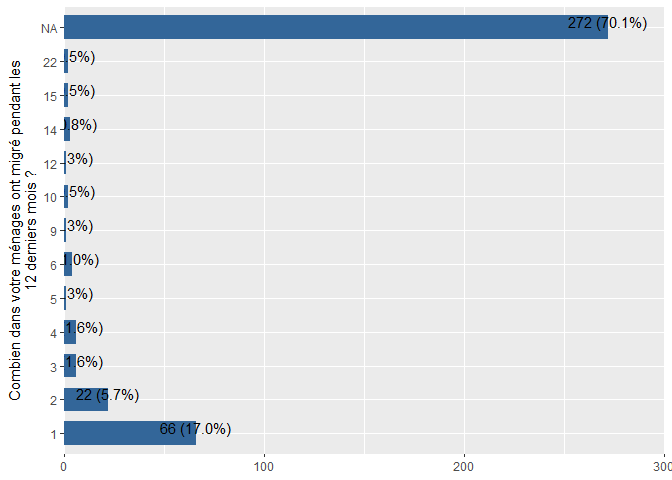 Combien dans votre ménages ont migré pendant les
12 derniers mois ?
NA 272 (70.1%)
22 5%)
15 5%)
14 .8%)
12 3%)
10 5%)
9 3%)
6 .0%)
5 3%)
4 1.6%)
3 1.6%)
2 22 (5.7%)
1 66 (17.0%)
0 100 200 300